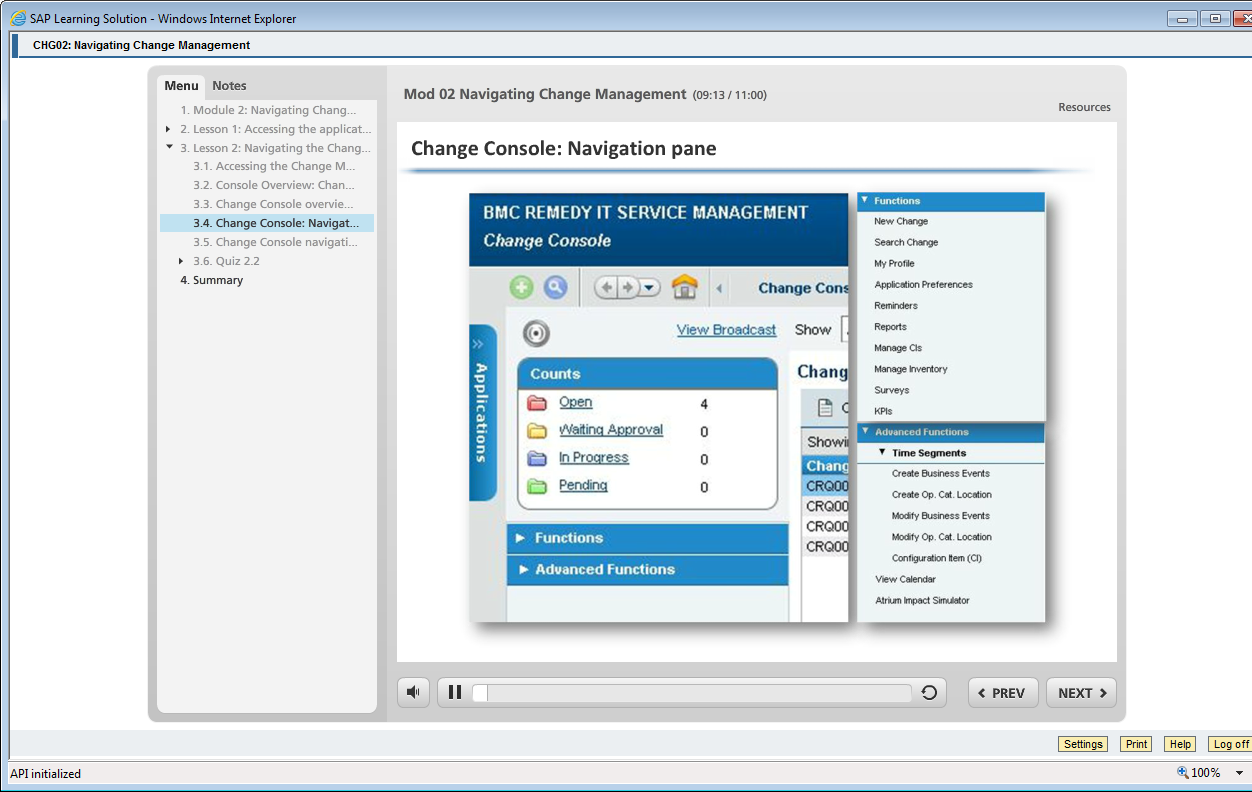 SAP Learning Solution - Windows Internet Explorer
CHG02: Navigating Change Management
Menu Notes
1. Module 2: Navigating Chang...
2. Lesson 1: Accessing the applicat...
3. Lesson 2: Navigating the Chang...
3.1. Accessing the Change M...
3.2. Console Overview: Chan...
3.3. Change Console overvie...
3.4. Change Console: Navigat...
3.5. Change Console navigati...
3.6. Quiz 2.2
4. Summary
Mod 02 Navigating Change Management (09:13 / 11:00)
Resources
Change Console: Navigation pane
BMC REMEDY IT SERVICE MANAGEMENT
Change Console
Change Cons
View Broadcast Show
Applications
Counts
Open 4
Waiting Approval 0
In Progress 0
Pending 0
Functions
Advanced Functions
Chang
Showi
Chang
CRQ00
CRQ00
CRQ00
CRQ00
Functions
New Change
Search Change
My Profile
Application Preferences
Reminders
Reports
Manage CIs
Manage Inventory
Surveys
KPIs
Advanced Functions
Time Segments
Create Business Events
Create Op. Cat. Location
Modify Business Events
Modify Op. Cat. Location
Configuration Item (CI)
View Calendar
Atrium Impact Simulator
PREV
NEXT
Settings
Print
Help
Log off
API initialized
100%